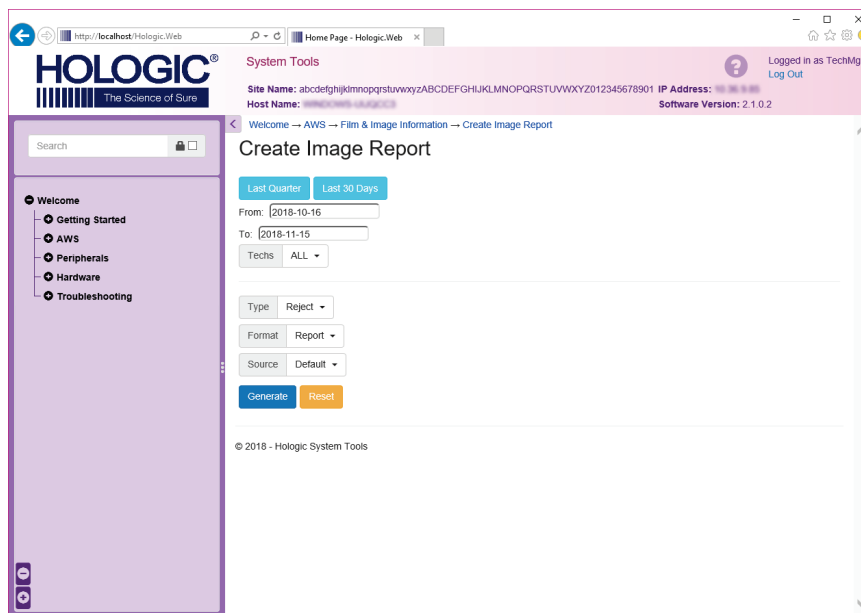 http://localhost/Hologic.Web
Home Page - Hologic.Web
HOLOGIC®
The Science of Sure
System Tools
Logged in as TechMg
Log Out
Site Name: abcdefghijklmnopqrstuvwxyzABCDEFGHIJKLMNOPQRSTUVWXYZ012345678901 IP Address:
Host Name:
Software Version: 2.1.0.2
Search
Welcome → AWS → Film & Image Information → Create Image Report
Create Image Report
Welcome
Getting Started
AWS
Peripherals
Hardware
Troubleshooting
Last Quarter
Last 30 Days
From: 2018-10-16
To: 2018-11-15
Techs ALL
Type Reject
Format Report
Source Default
Generate
Reset
© 2018 - Hologic System Tools